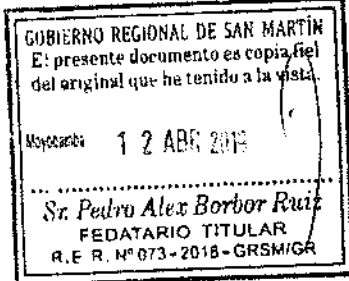 GOBIERNO REGIONAL DE SAN MARTÍN
El presente documento es copia fiel
del original que he tenido a la vista.
Moyobamba 12 ABR 2019
Sr. Pedro Alex Borbor Ruiz
FEDATARIO TITULAR
R.E R. Nº 073-2018-GRSM/GR